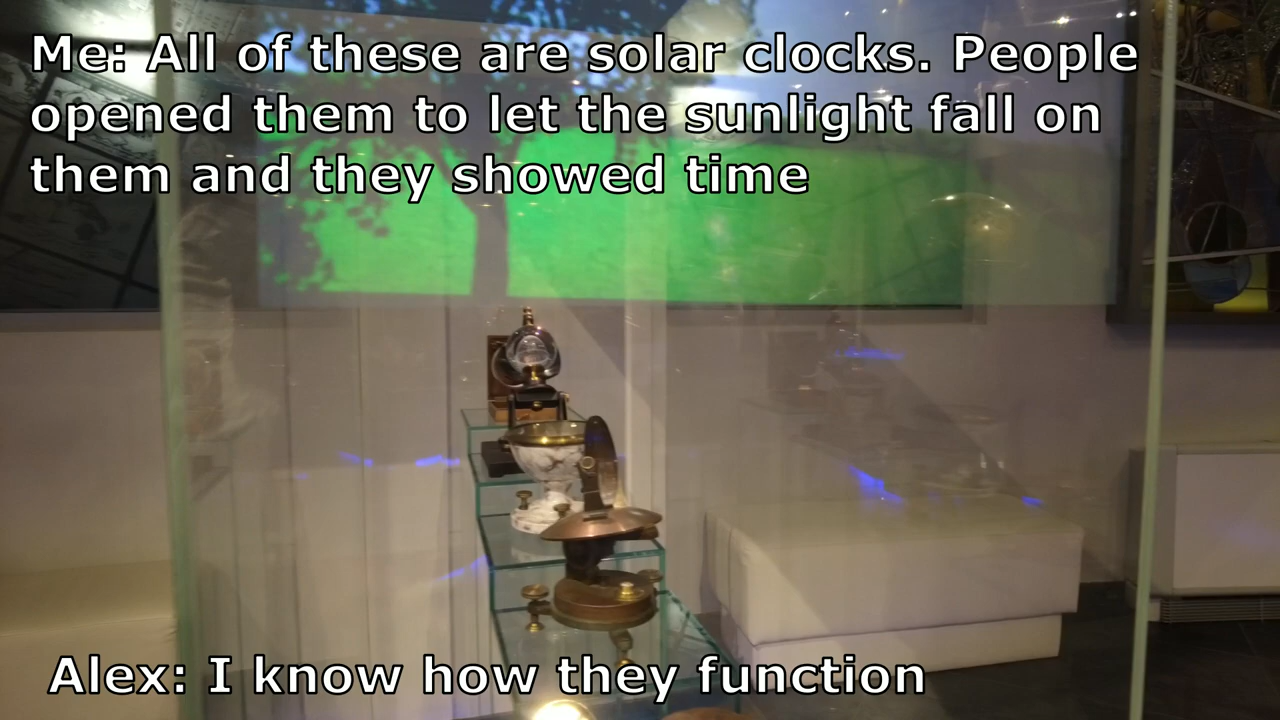 Me: All of these are solar clocks. People
opened them to let the sunlight fall on
them and they showed time
Alex: I know how they function